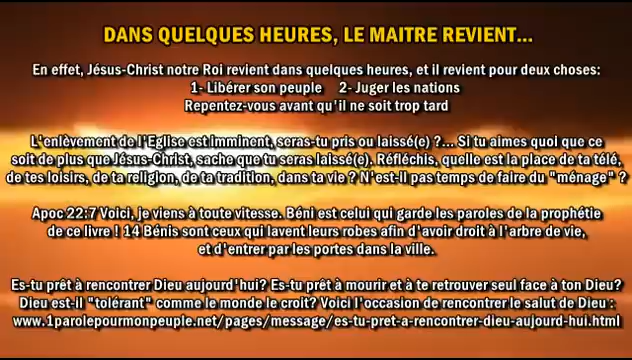 DANS QUELQUES HEURES, LE MAITRE REVIENT...
En effet, Jésus-Christ notre Roi revient dans quelques heures, et il revient pour deux choses:
1- Libérer son peuple 2- Juger les nations
Repentez-vous avant qu'il ne soit trop tard
L'enlèvement de l'Eglise est imminent, seras-tu pris ou laissé(e) ?... Si tu aimes quoi que ce
soit de plus que Jésus-Christ, sache que tu seras laissé(e). Réfléchis, quelle est la place de ta télé,
de tes loisirs, de ta religion, de ta tradition, dans ta vie ? N'est-il pas temps de faire du "ménage" ?
Apoc 22:7 Voici, je viens à toute vitesse. Béni est celui qui garde les paroles de la prophétie
de ce livre ! 14 Bénis sont ceux qui lavent leurs robes afin d'avoir droit à l'arbre de vie,
et d'entrer par les portes dans la ville.
Es-tu prêt à rencontrer Dieu aujourd'hui? Es-tu prêt à mourir et à te retrouver seul face à ton Dieu?
Dieu est-il "tolérant" comme le monde le croit? Voici l'occasion de rencontrer le salut de Dieu :
www.1parolepourmonpeuple.net/pages/message/es-tu-pret-a-rencontrer-dieu-aujourd-hui.html